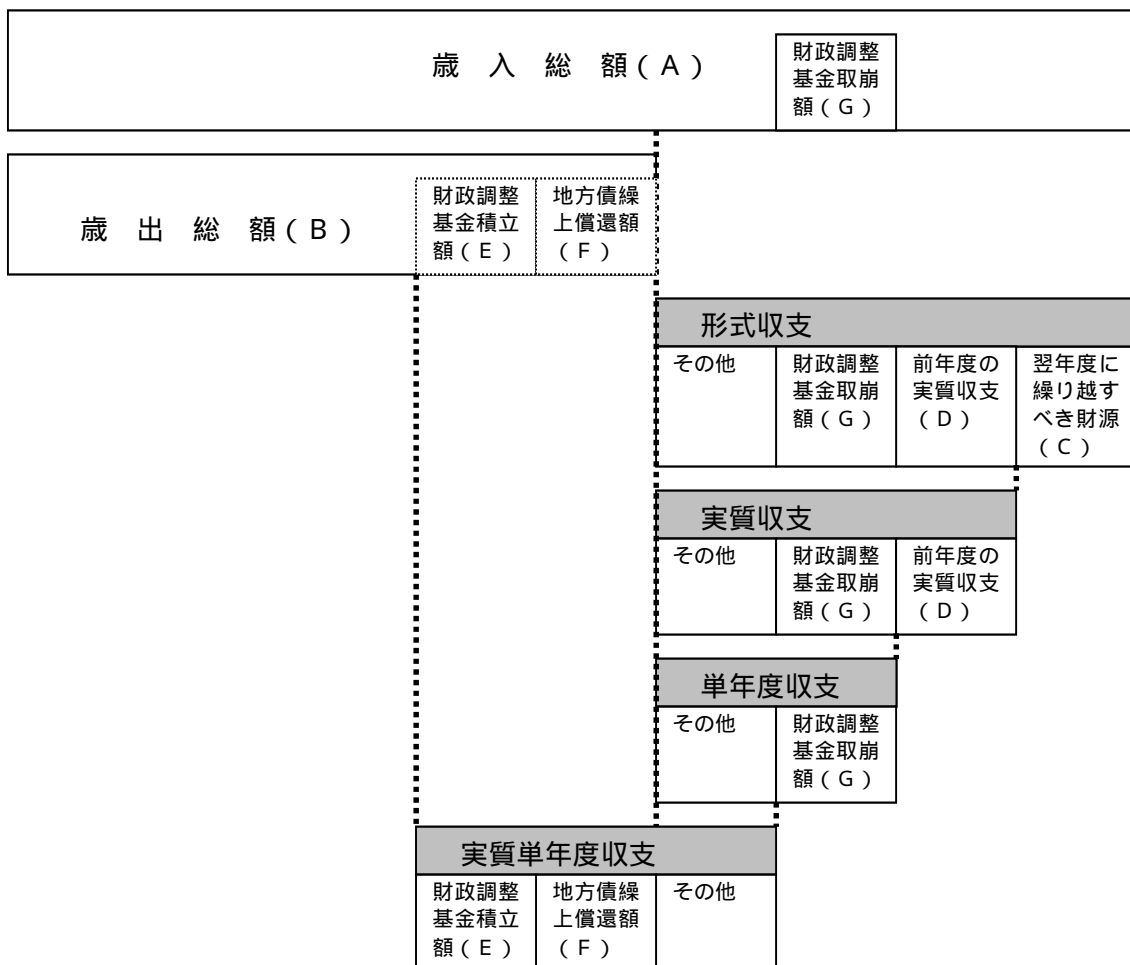 歳　入　総　額（Ａ）
財政調整
基金取崩
額（Ｇ）
歳　出　総　額（Ｂ）
財政調整
基金積立
額（Ｅ）
地方債繰
上償還額
（Ｆ）
形式収支
その他
財政調整
基金取崩
額（Ｇ）
前年度の
実質収支
（Ｄ）
翌年度に
繰り越す
べき財源
（Ｃ）
実質収支
その他
財政調整
基金取崩
額（Ｇ）
前年度の
実質収支
（Ｄ）
単年度収支
その他
財政調整
基金取崩
額（Ｇ）
実質単年度収支
財政調整
基金積立
額（Ｅ）
地方債繰
上償還額
（Ｆ）
その他